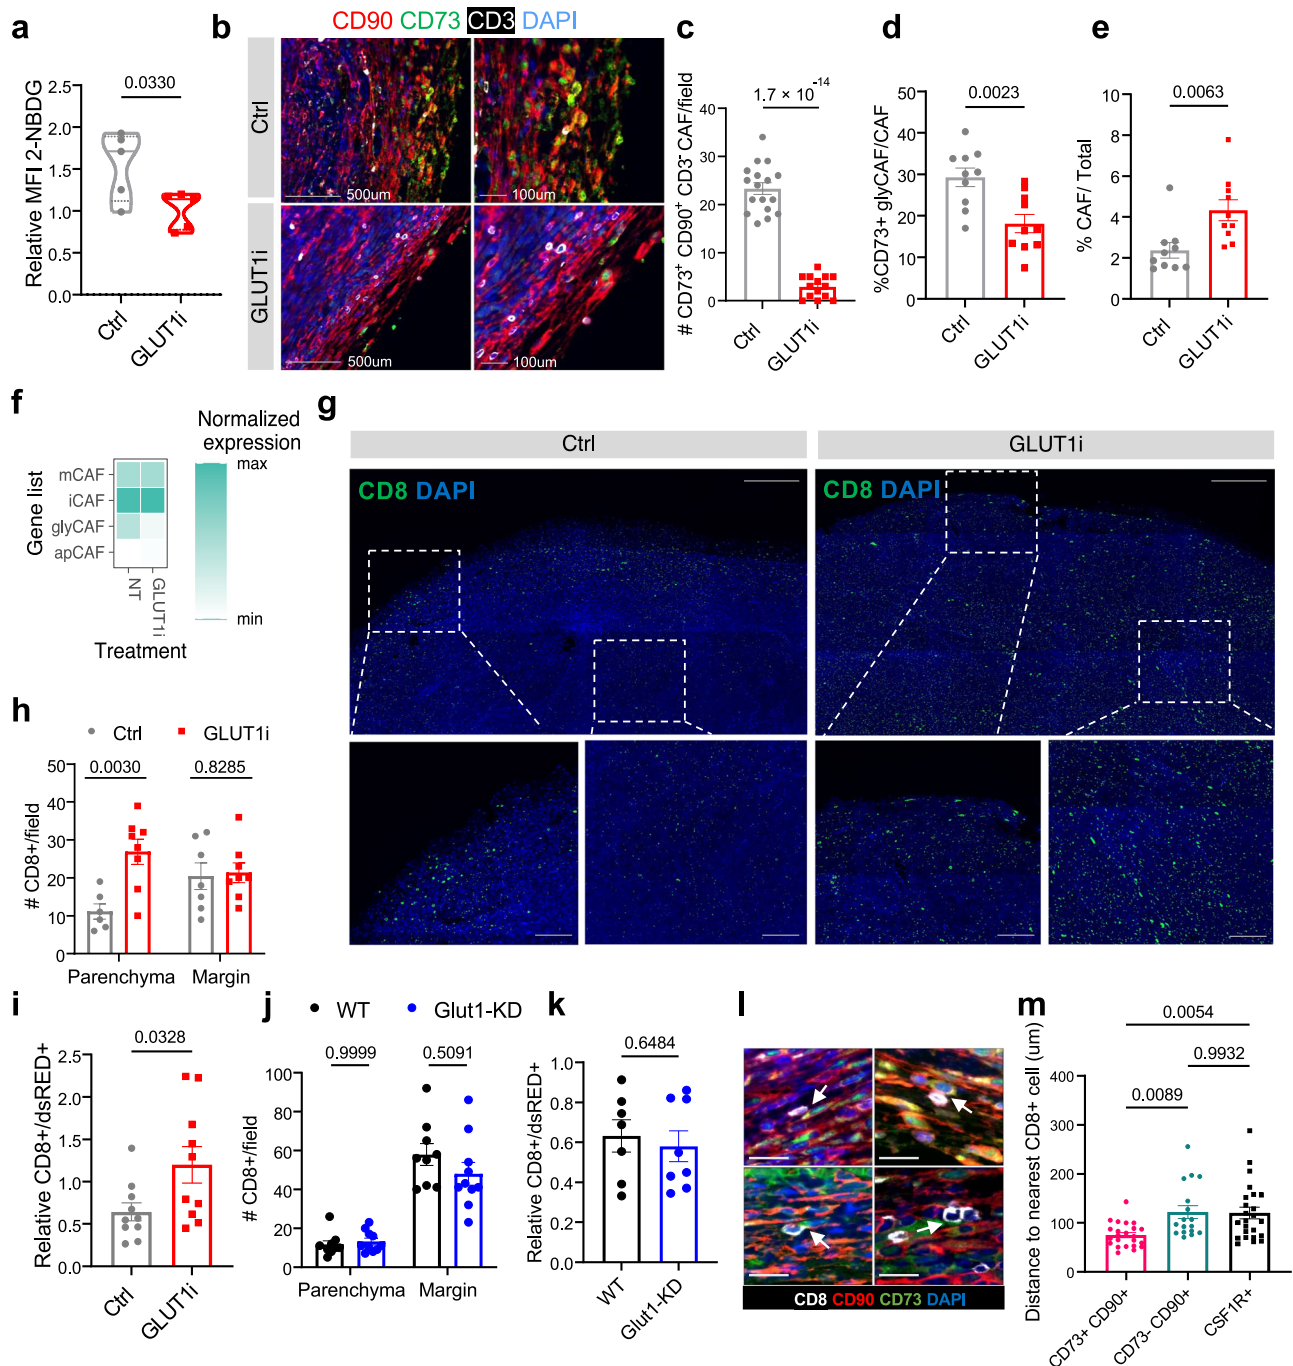 a
0.0330
2.5
2.0
1.5
1.0
0.5
0.0
Relative MFI 2-NBDG
Ctrl
GLUT1i
b
CD90 CD73 CD3 DAPI
Ctrl
GLUT1i
500um
100um
500um
100um
c
1.7 × 10⁻¹⁴
40
30
20
10
0
# CD73⁺ CD90⁺ CD3⁻ CAF/field
Ctrl
GLUT1i
d
0.0023
50
40
30
20
10
0
%CD73+ glyCAF/CAF
Ctrl
GLUT1i
e
0.0063
10
8
6
4
2
0
% CAF/ Total
Ctrl
GLUT1i
f
Normalized
expression
max
min
Gene list
mCAF
iCAF
glyCAF
apCAF
NT
GLUT1i
Treatment
g
Ctrl
GLUT1i
CD8 DAPI
CD8 DAPI
h
Ctrl
GLUT1i
0.0030
0.8285
50
40
30
20
10
0
# CD8+/field
Parenchyma
Margin
i
0.0328
2.5
2.0
1.5
1.0
0.5
0.0
Relative CD8+/dsRED+
Ctrl
GLUT1i
j
WT
Glut1-KD
0.9999
0.5091
100
80
60
40
20
0
# CD8+/field
Parenchyma
Margin
k
0.6484
1.0
0.8
0.6
0.4
0.2
0.0
Relative CD8+/dsRED+
WT
Glut1-KD
l
CD8 CD90 CD73 DAPI
m
0.0054
0.9932
0.0089
400
300
200
100
0
Distance to nearest CD8+ cell (um)
CD73+ CD90+
CD73- CD90+
CSF1R+